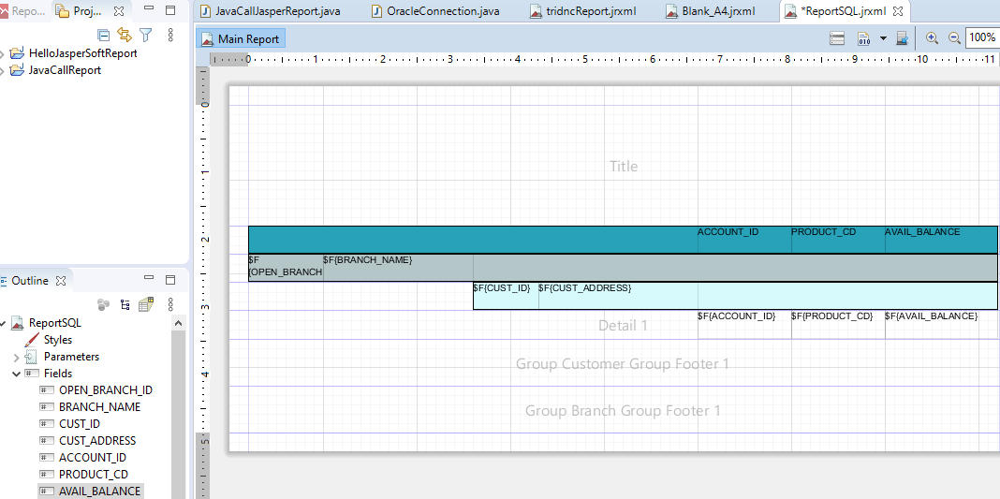 Repo...
Proj...
HelloJasperSoftReport
JavaCallReport
Outline
ReportSQL
Styles
Parameters
Fields
OPEN_BRANCH_ID
BRANCH_NAME
CUST_ID
CUST_ADDRESS
ACCOUNT_ID
PRODUCT_CD
AVAIL_BALANCE
JavaCallJasperReport.java
OracleConnection.java
tridncReport.jrxml
Blank_A4.jrxml
*ReportSQL.jrxml
Main Report
010
100%
0 1 2 3 4 5 6 7 8 9 10 11
0
1
2
3
4
5
Title
ACCOUNT_ID PRODUCT_CD AVAIL_BALANCE
$F
{OPEN_BRANCH
$F{BRANCH_NAME}
$F{CUST_ID} $F{CUST_ADDRESS}
Detail 1
$F{ACCOUNT_ID} $F{PRODUCT_CD} $F{AVAIL_BALANCE}
Group Customer Group Footer 1
Group Branch Group Footer 1